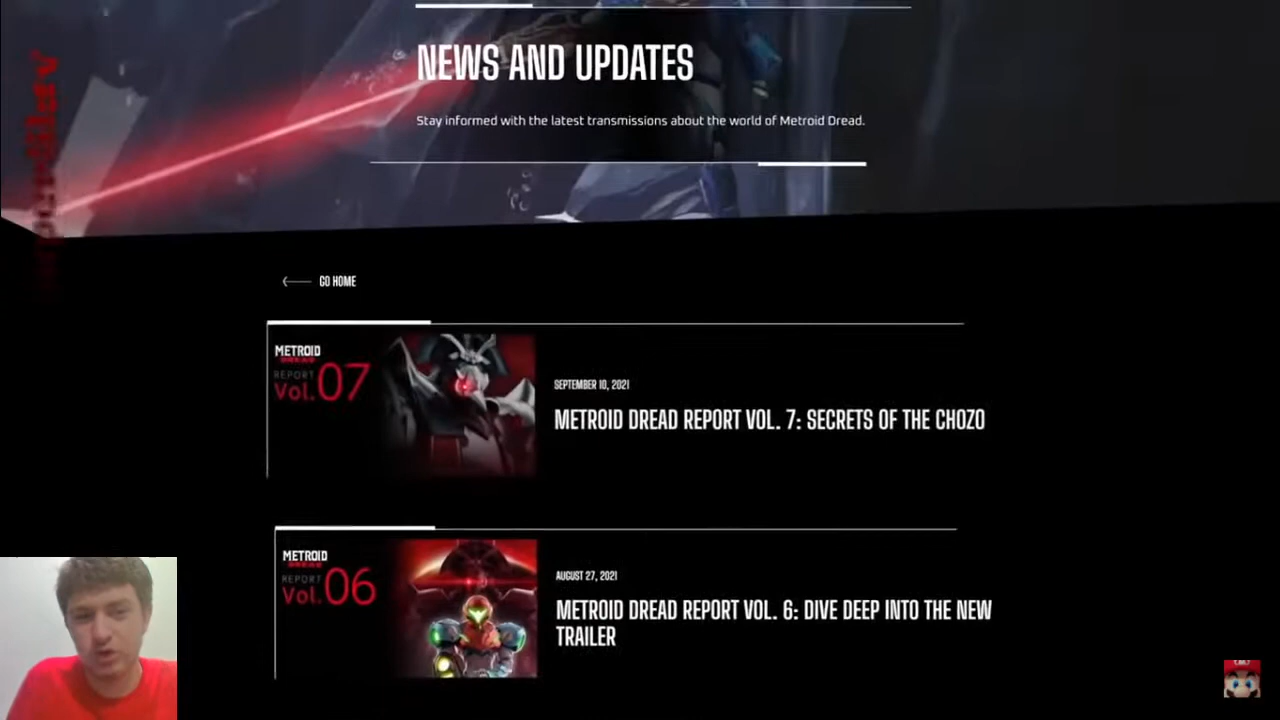 NEWS AND UPDATES
Stay informed with the latest transmissions about the world of Metroid Dread.
GO HOME
METROID
DREAD
REPORT
Vol.07
SEPTEMBER 10, 2021
METROID DREAD REPORT VOL. 7: SECRETS OF THE CHOZO
METROID
DREAD
REPORT
Vol.06
AUGUST 27, 2021
METROID DREAD REPORT VOL. 6: DIVE DEEP INTO THE NEW
TRAILER